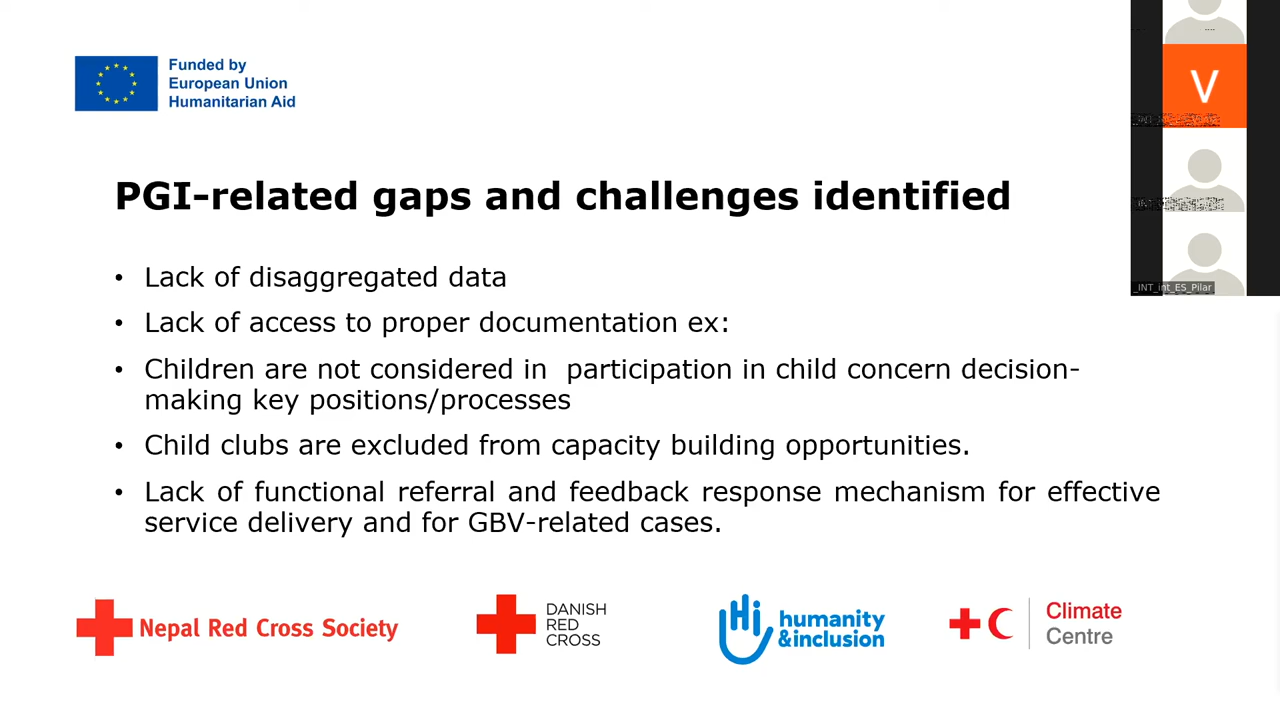 Funded by
European Union
Humanitarian Aid
V
PGI-related gaps and challenges identified
• Lack of disaggregated data
• Lack of access to proper documentation ex:
• Children are not considered in participation in child concern decision-
making key positions/processes
• Child clubs are excluded from capacity building opportunities.
• Lack of functional referral and feedback response mechanism for effective
service delivery and for GBV-related cases.
_INT_int_ES_Pilar
Nepal Red Cross Society
DANISH
RED
CROSS
Hi
humanity
&inclusion
Climate
Centre